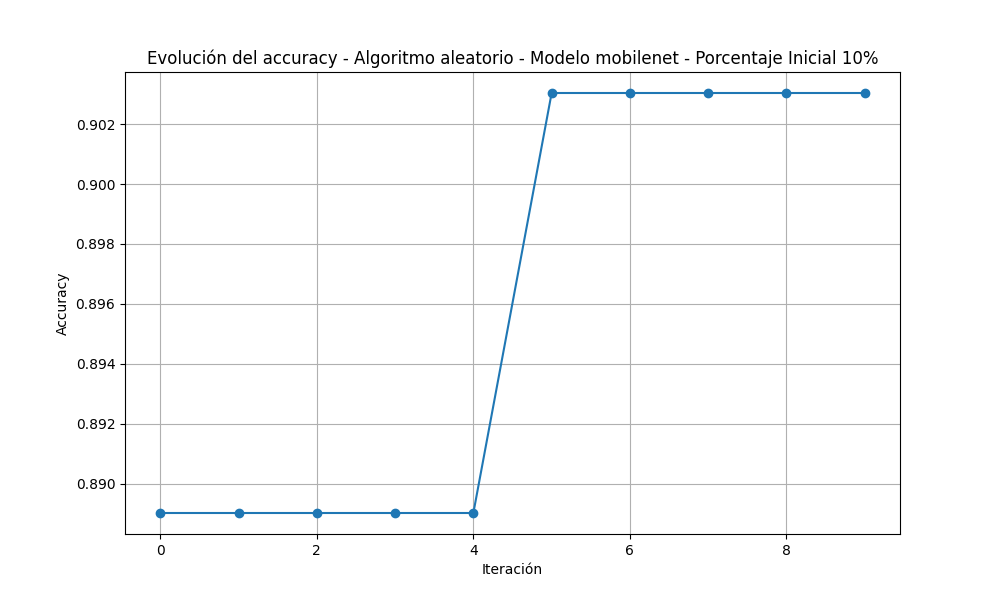 Evolución del accuracy - Algoritmo aleatorio - Modelo mobilenet - Porcentaje Inicial 10%
0.902
0.900
0.898
0.896
0.894
0.892
0.890
Accuracy
0 2 4 6 8
Iteración